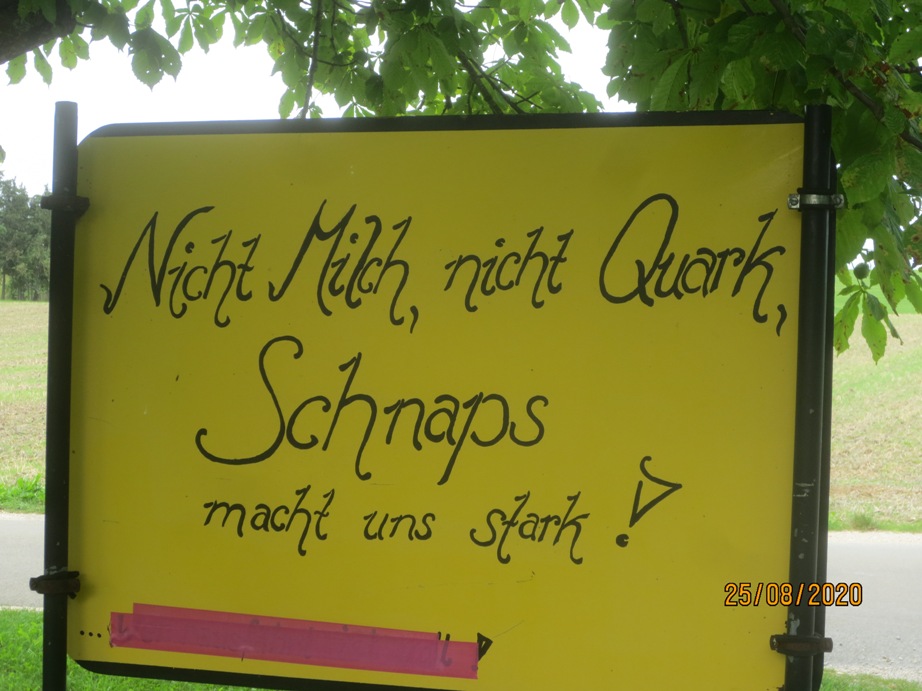 Nicht Milch, nicht Quark,
Schnaps
macht uns stark!
...
25/08/2020